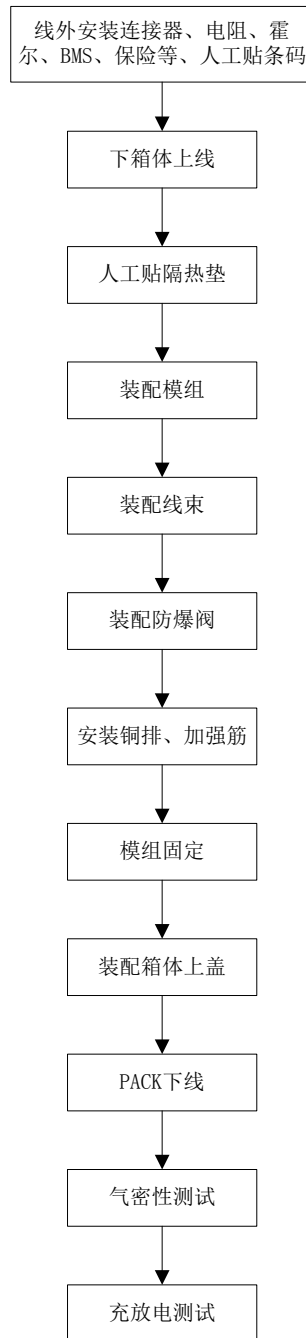 线外安装连接器、电阻、霍
尔、BMS、保险等、人工贴条码
下箱体上线
人工贴隔热垫
装配模组
装配线束
装配防爆阀
安装铜排、加强筋
模组固定
装配箱体上盖
PACK下线
气密性测试
充放电测试